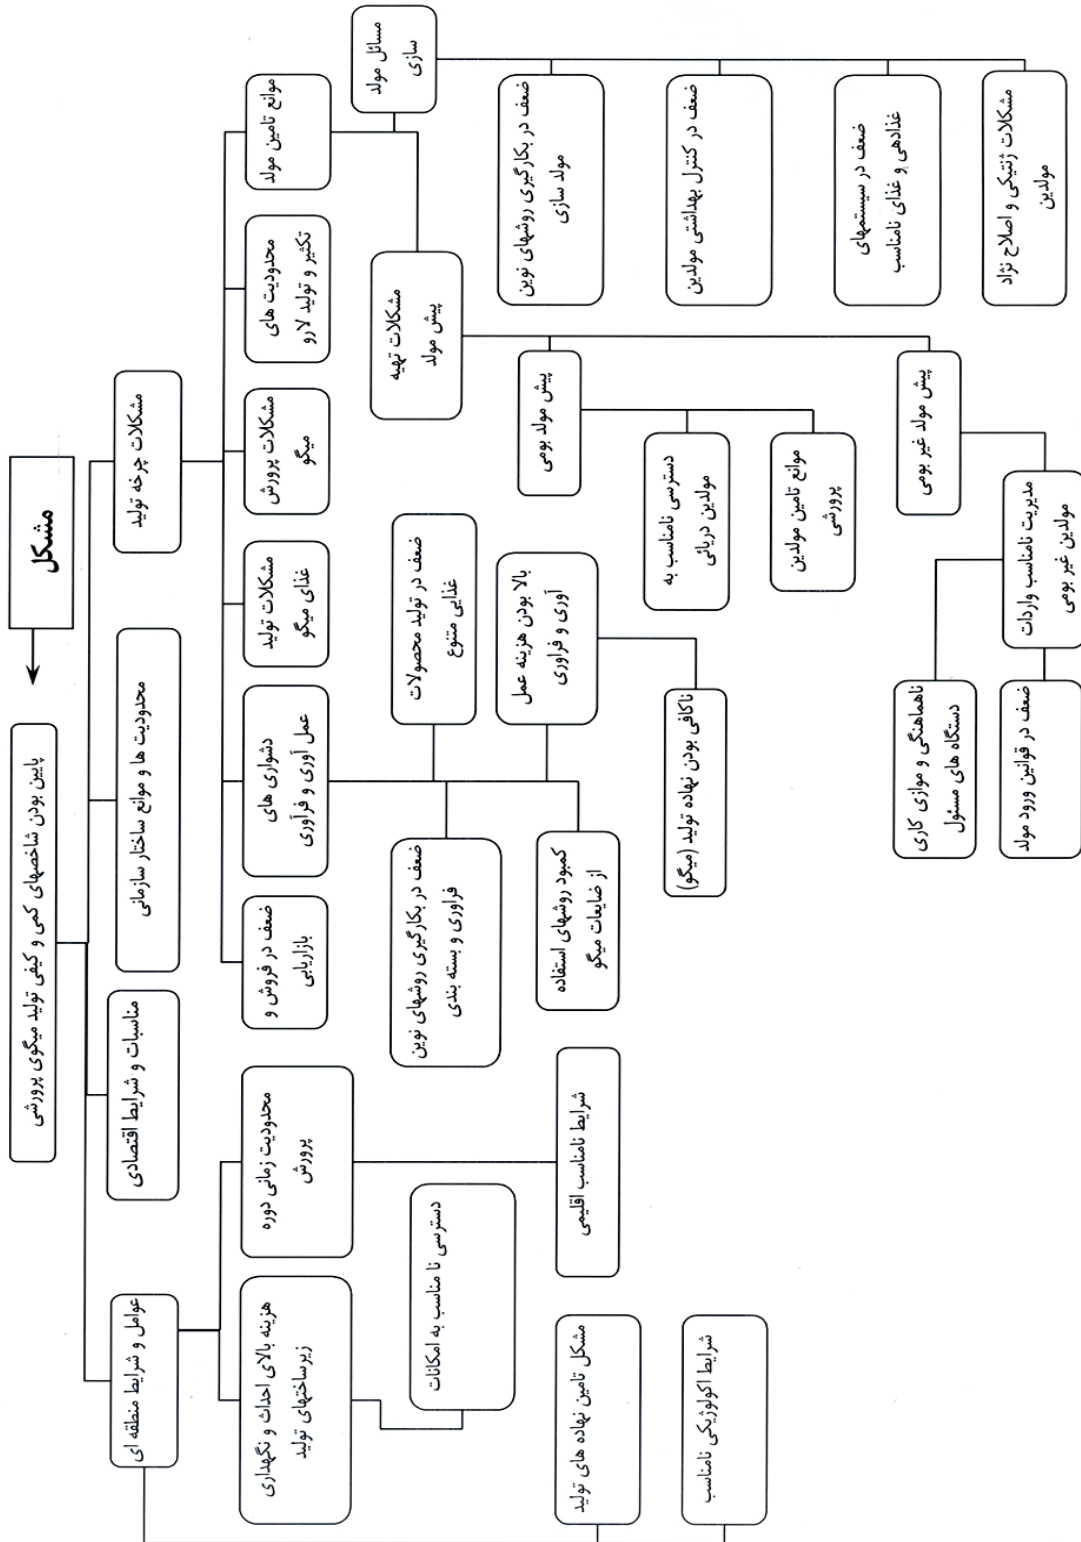 مشکل
پایین بودن شاخصهای کمی و کیفی تولید میگوی پرورشی
مشکلات چرخه تولید
محدودیت ها و موانع ساختار سازمانی
مناسبات و شرایط اقتصادی
عوامل و شرایط منطقه ای
موانع تامین مولد
محدودیت های
تکثیر و تولید لارو
مشکلات پرورش
میگو
مشکلات تولید
غذای میگو
دشواری های
عمل آوری و فرآوری
ضعف در فروش و
بازاریابی
محدودیت زمانی دوره
پرورش
هزینه بالای احداث و نگهداری
زیرساختهای تولید
مسائل مولد
سازی
مشکلات تهیه
پیش مولد
ضعف در تولید محصولات
غذایی متنوع
ضعف در بکارگیری روشهای نوین
فراوری و بسته بندی
دسترسی نا مناسب به امکانات
ضعف در بکارگیری روشهای نوین
مولد سازی
پیش مولد بومی
بالا بودن هزینه عمل
آوری و فراوری
کمبود روشهای استفاده
از ضایعات میگو
شرایط نامناسب اقلیمی
مشکل تامین نهاده های تولید
ضعف در کنترل بهداشتی مولدین
دسترسی نامناسب به
مولدین دریائی
ناکافی بودن نهاده تولید (میگو)
شرایط اکولوژیکی نامناسب
موانع تامین مولدین
پرورشی
ضعف در سیستمهای
غذادهی و غذای نامناسب
پیش مولد غیر بومی
ناهماهنگی و موازی کاری
دستگاه های مسئول
مشکلات ژنتیکی و اصلاح نژاد
مولدین
مدیریت نامناسب واردات
مولدین غیر بومی
ضعف در قوانین ورود مولد